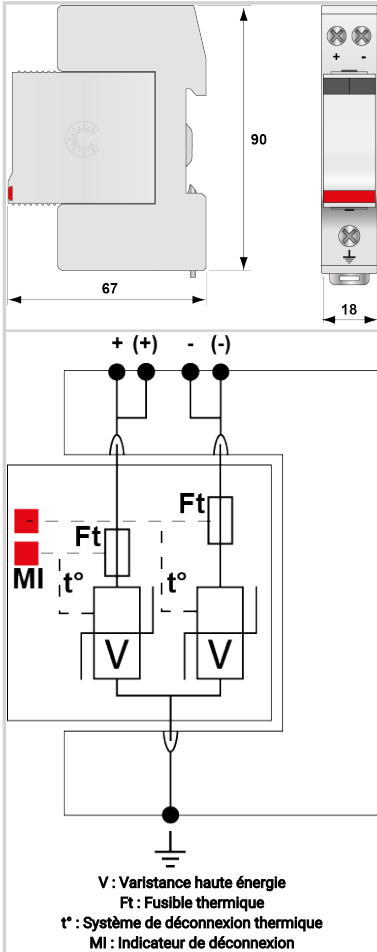 + -
90
67
18
+ (+) - (-)
Ft
Ft
MI
t°
t°
V
V
V : Varistance haute énergie
Ft : Fusible thermique
t° : Système de déconnexion thermique
MI : Indicateur de déconnexion